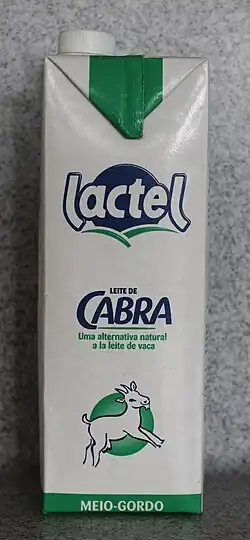 lactel
LEITE DE
CABRA
Uma alternativa natural
a la leite de vaca
MEIO-GORDO